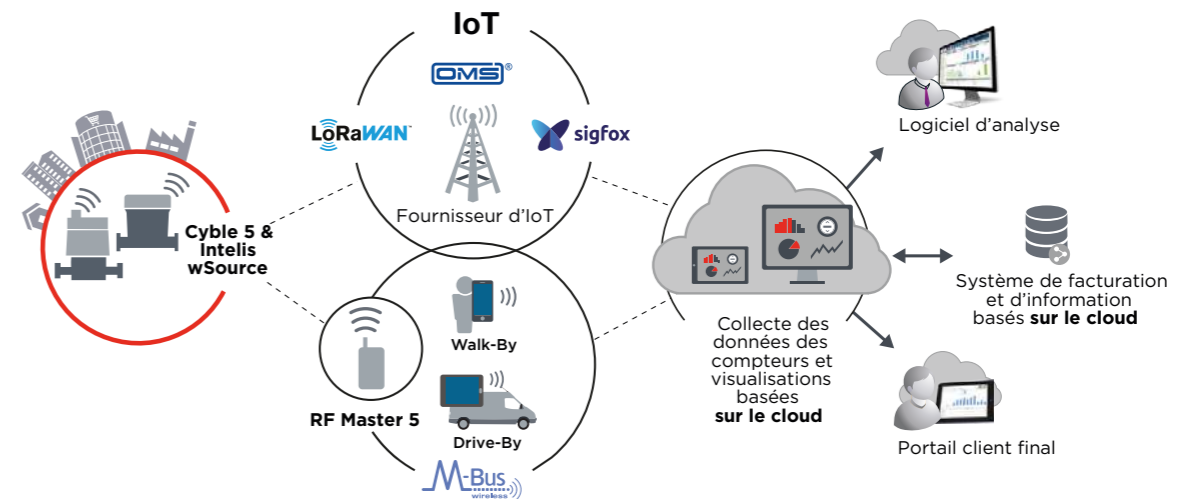 IoT
OMS®
LoRaWAN™
sigfox
Fournisseur d'IoT
Cyble 5 &
Intelis
wSource
Walk-By
RF Master 5
Drive-By
M-Bus
wireless
Collecte des
données des
compteurs et
visualisations
basées
sur le cloud
Logiciel d'analyse
Système de facturation
et d'information
basés sur le cloud
Portail client final